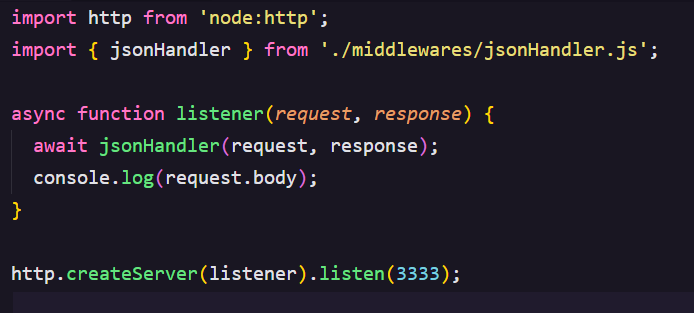 import http from 'node:http';
import { jsonHandler } from './middlewares/jsonHandler.js';
async function listener(request, response) {
await jsonHandler(request, response);
console.log(request.body);
}
http.createServer(listener).listen(3333);